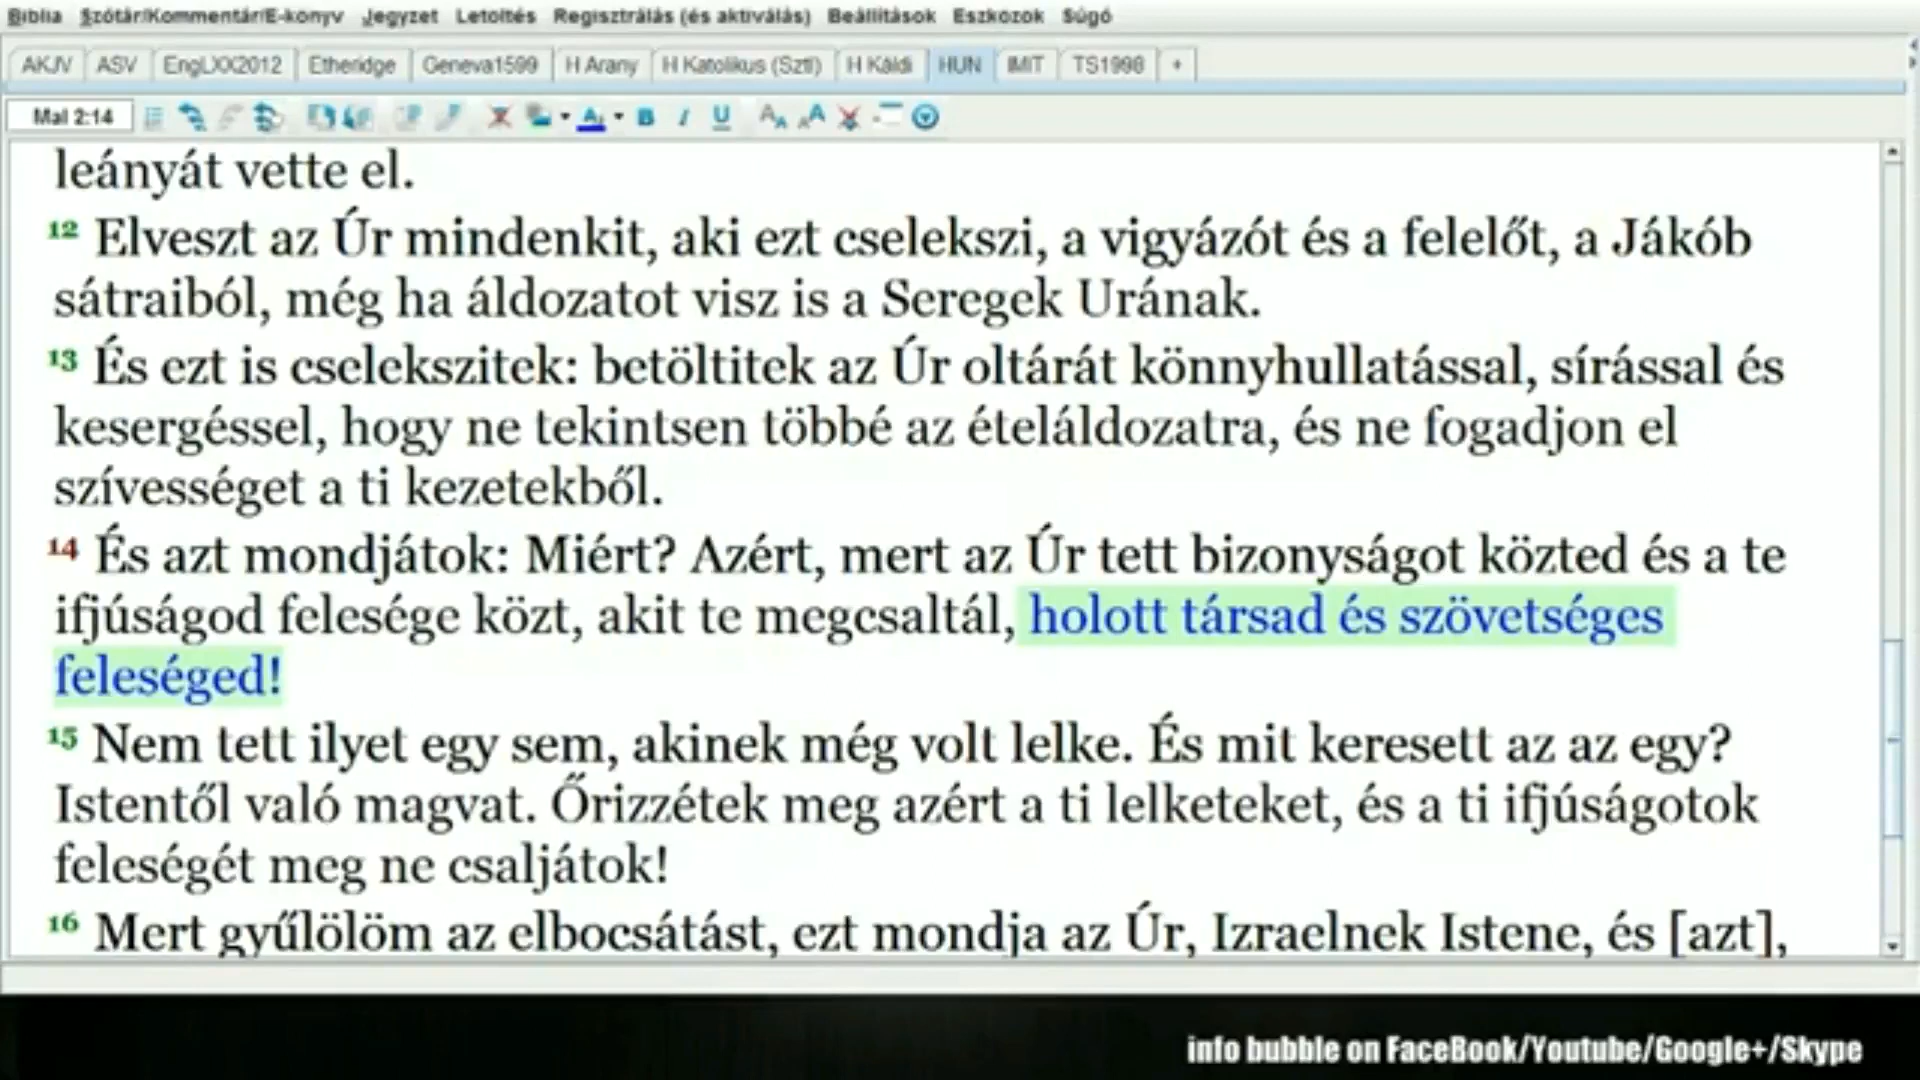 Biblia Szótár/Kommentár/E-könyv Jegyzet Letöltés Regisztrálás (és aktiválás) Beállítások Eszközök Súgó
AKJV ASV EngLXX2012 Etheridge Geneva1599 H Arany H Katolikus (SztI) H Káldi HUN IMIT TS1998 +
Mal 2:14
leányát vette el.
12 Elveszt az Úr mindenkit, aki ezt cselekszi, a vigyázót és a felelőt, a Jákób
sátraiból, még ha áldozatot visz is a Seregek Urának.
13 És ezt is cselekszitek: betöltitek az Úr oltárát könnyhullatással, sírással és
kesergéssel, hogy ne tekintsen többé az ételáldozatra, és ne fogadjon el
szívességet a ti kezetekből.
14 És azt mondjátok: Miért? Azért, mert az Úr tett bizonyságot közted és a te
ifjúságod felesége közt, akit te megcsaltál, holott társad és szövetséges
feleséged!
15 Nem tett ilyet egy sem, akinek még volt lelke. És mit keresett az az egy?
Istentől való magvat. Őrizzétek meg azért a ti lelketeket, és a ti ifjúságotok
feleségét meg ne csaljátok!
16 Mert gyűlölöm az elbocsátást, ezt mondja az Úr, Izraelnek Istene, és [azt],
info bubble on FaceBook/Youtube/Google+/Skype